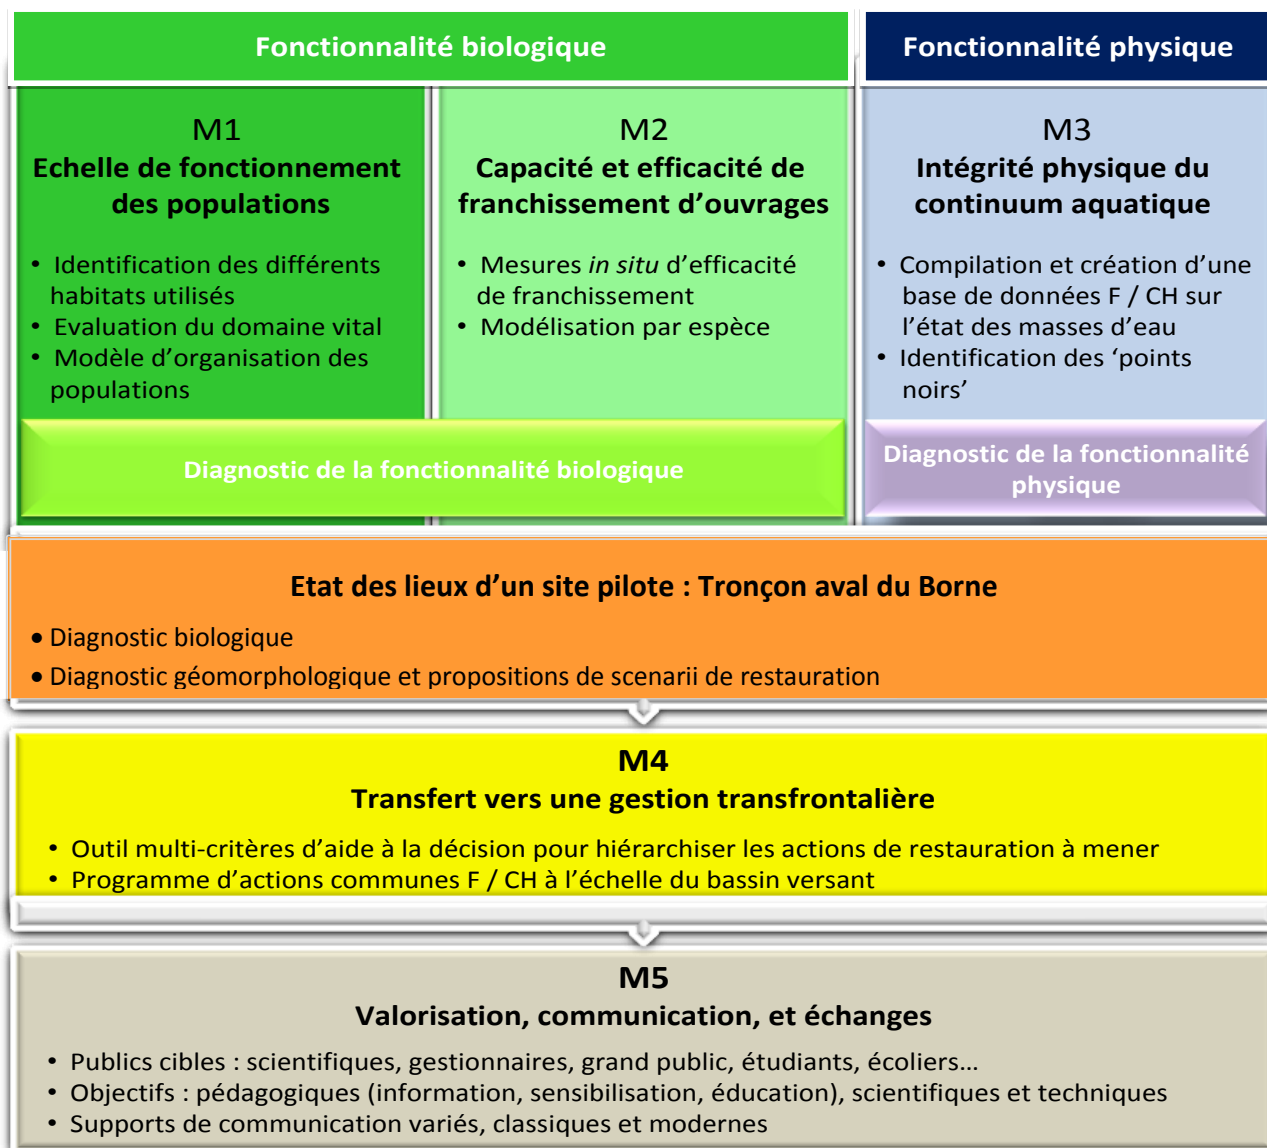 Fonctionnalité biologique
Fonctionnalité physique
M1
Echelle de fonctionnement
des populations
• Identification des différents
habitats utilisés
• Evaluation du domaine vital
• Modèle d'organisation des
populations
M2
Capacité et efficacité de
franchissement d'ouvrages
• Mesures in situ d'efficacité
de franchissement
• Modélisation par espèce
Diagnostic de la fonctionnalité biologique
M3
Intégrité physique du
continuum aquatique
• Compilation et création d'une
base de données F / CH sur
l'état des masses d'eau
• Identification des ‘points
noirs’
Diagnostic de la fonctionnalité
physique
Etat des lieux d'un site pilote : Tronçon aval du Borne
• Diagnostic biologique
• Diagnostic géomorphologique et propositions de scenarii de restauration
M4
Transfert vers une gestion transfrontalière
• Outil multi-critères d'aide à la décision pour hiérarchiser les actions de restauration à mener
• Programme d'actions communes F / CH à l'échelle du bassin versant
M5
Valorisation, communication, et échanges
• Publics cibles : scientifiques, gestionnaires, grand public, étudiants, écoliers…
• Objectifs : pédagogiques (information, sensibilisation, éducation), scientifiques et techniques
• Supports de communication variés, classiques et modernes